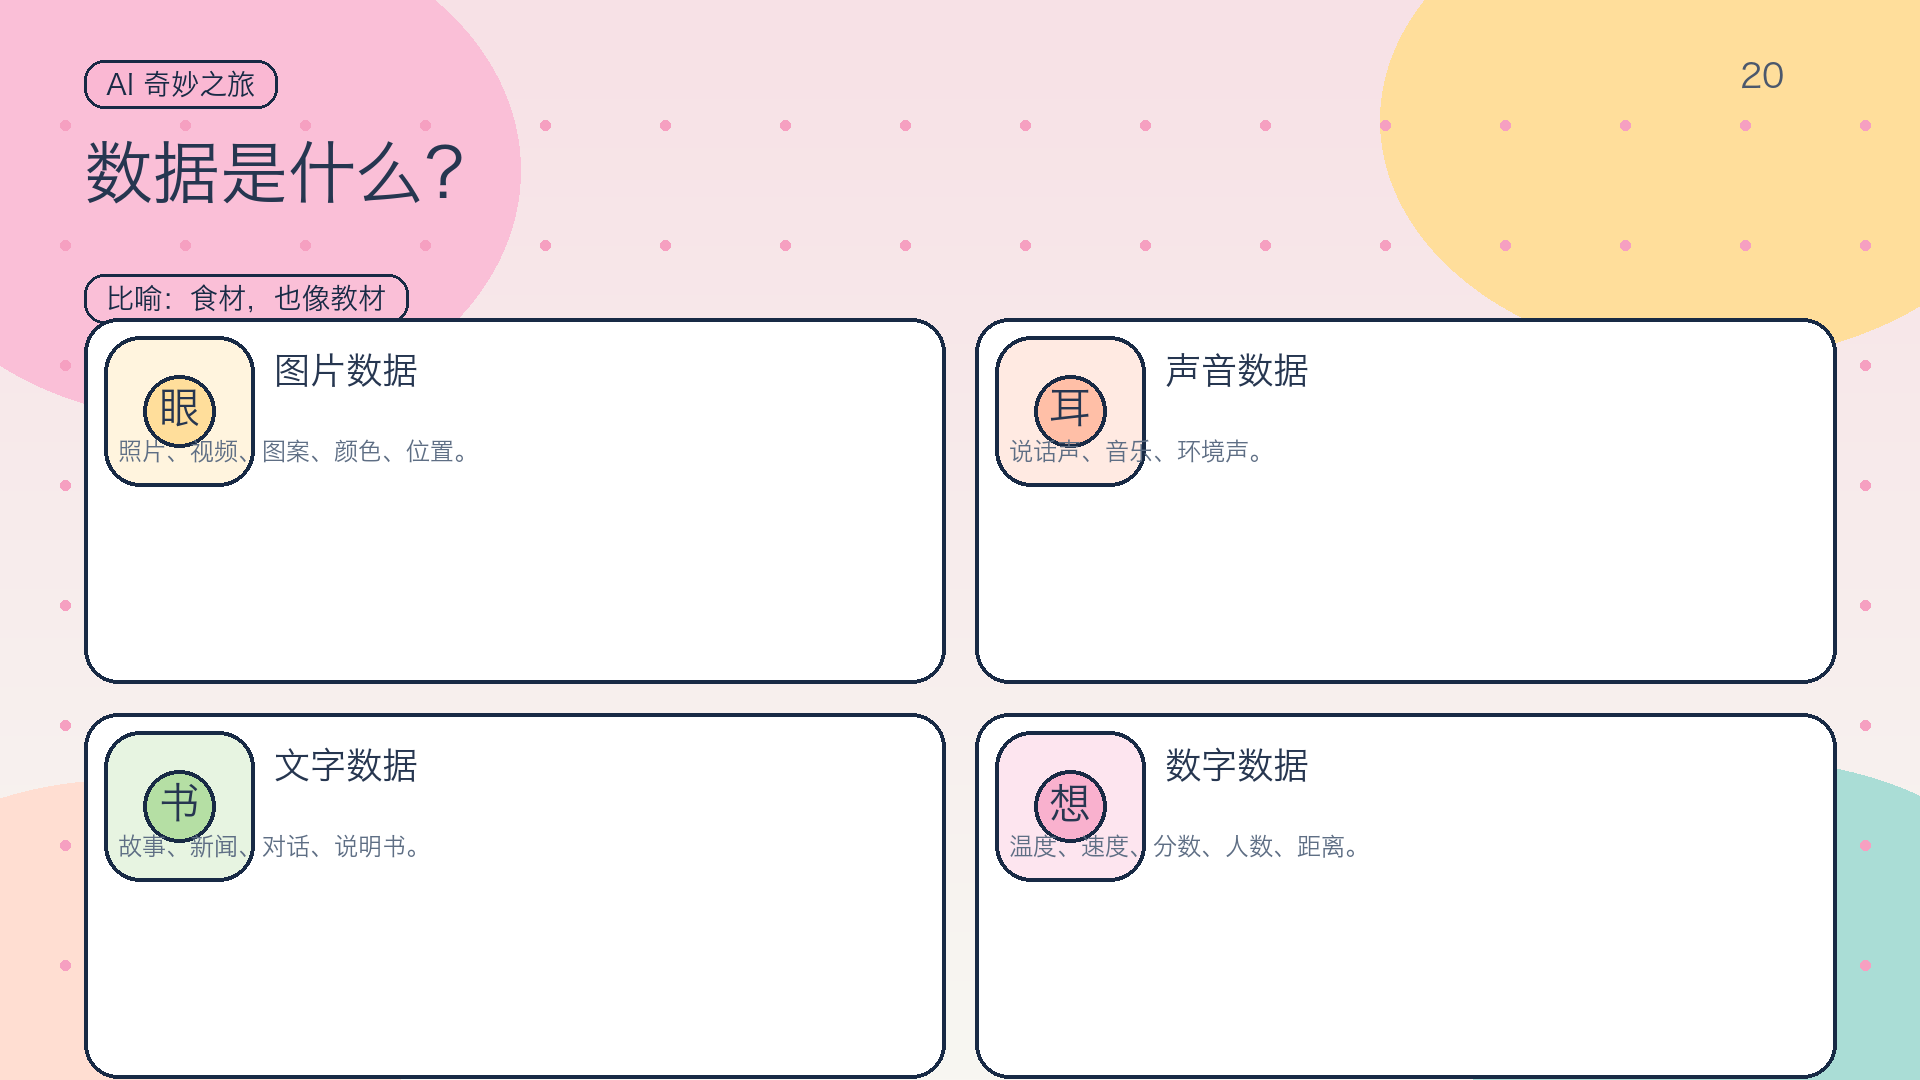 AI 奇妙之旅
20
数据是什么?
比喻：食材，也像教材
眼
图片数据
照片、视频、图案、颜色、位置。
耳
声音数据
说话声、音乐、环境声。
书
文字数据
故事、新闻、对话、说明书。
想
数字数据
温度、速度、分数、人数、距离。